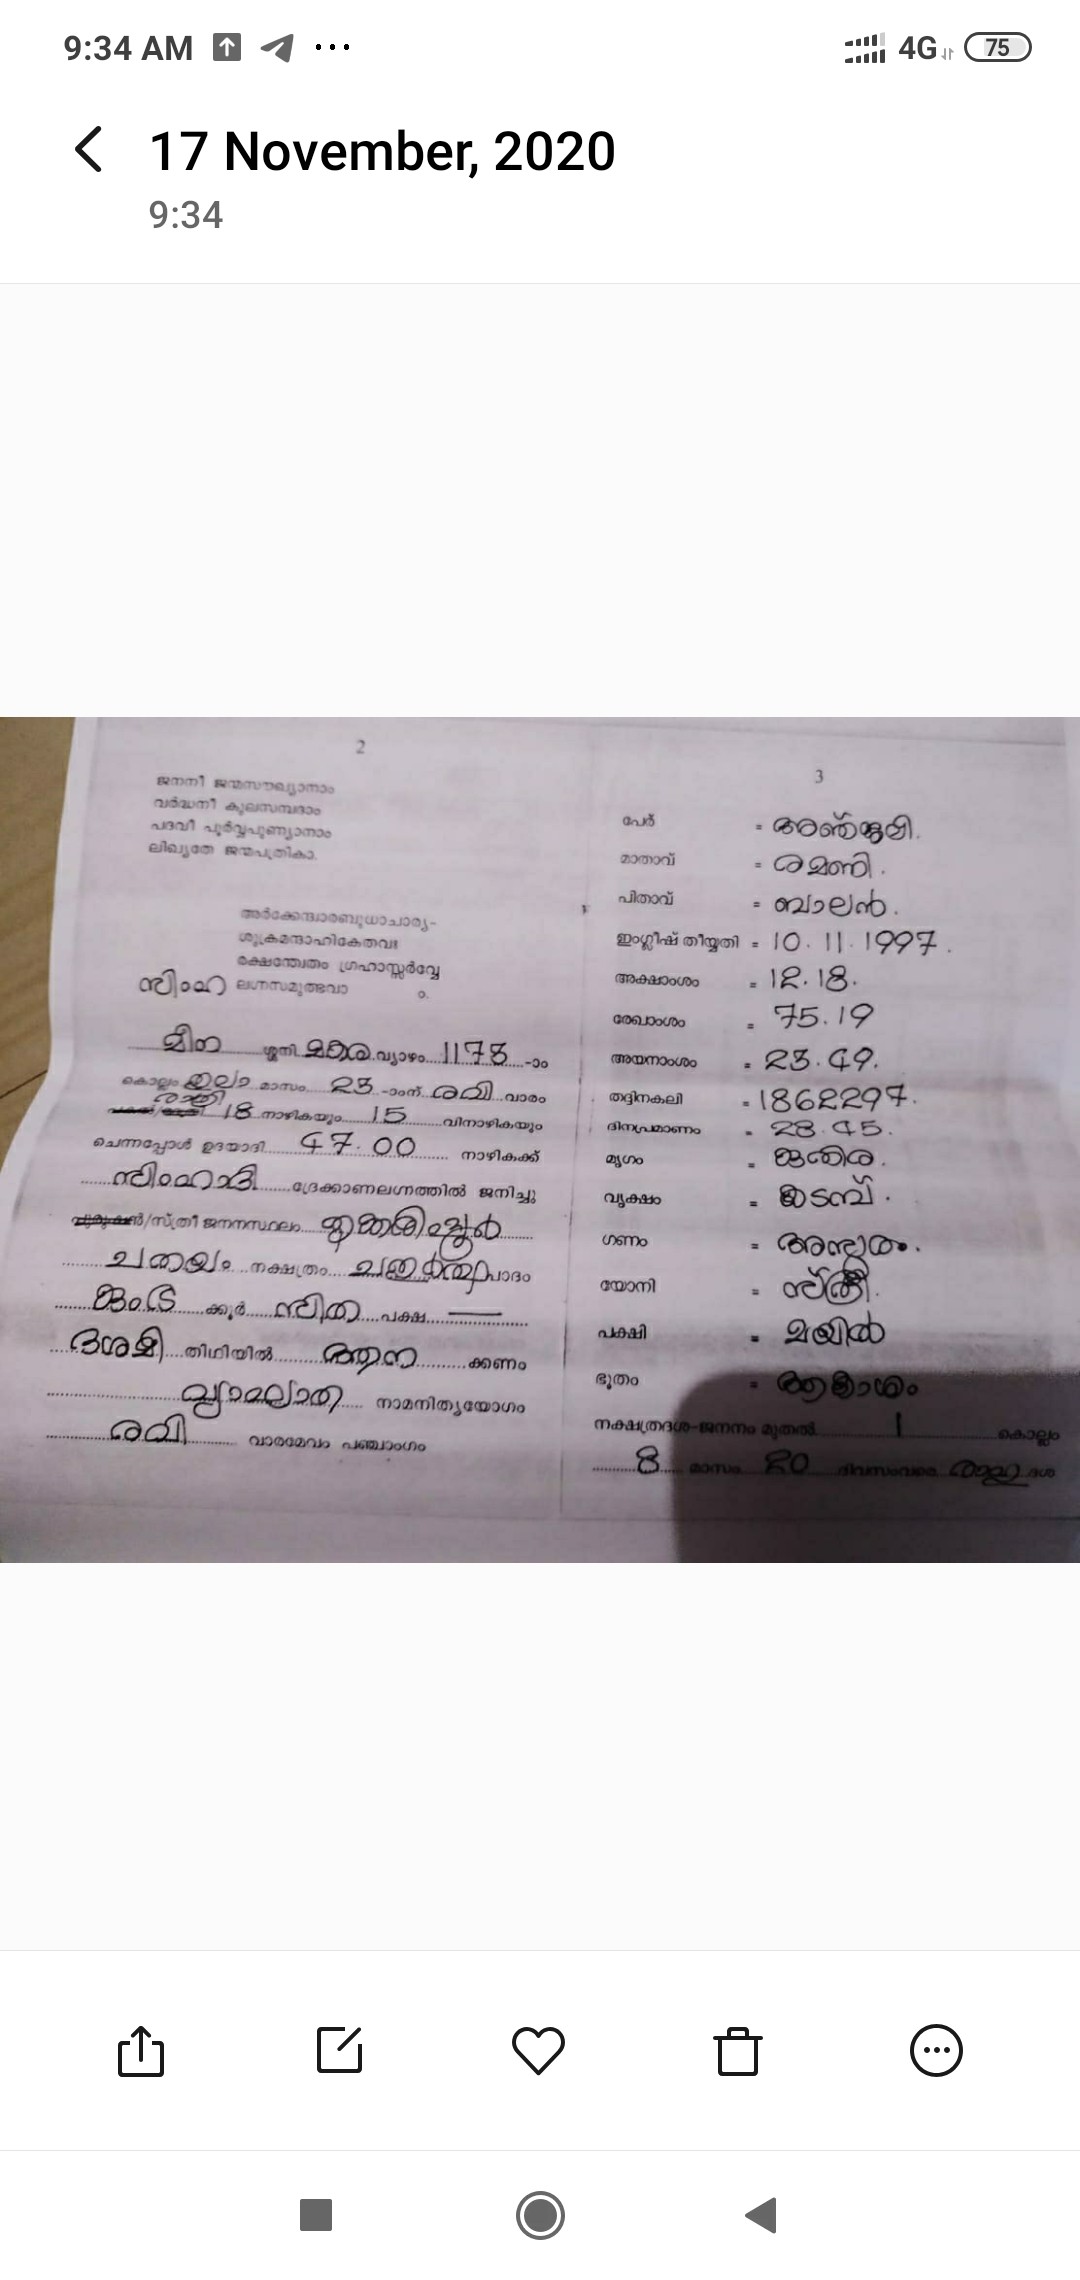 9:34 AM ...
4G 75
17 November, 2020
9:34
2
ജനനീ ജന്മസൗഖ്യാനാം
വർദ്ധനീ കുലസമ്പദാം
പദവീ പൂർവ്വപുണ്യാനാം
ലിഖ്യതേ ജന്മപത്രികാ.
അർക്കേന്ദ്വാരബുധാചാര്യ-
ശുക്രമന്ദാഹികേതവഃ
രക്ഷന്ത്വേതം ഗ്രഹാസ്സർവ്വേ
സിംഹ ലഗ്നസമുത്ഭവാ ം.
മീന ശ്ശനി മകര വ്യാഴം 1173 -ാം
കൊല്ലം തുലാ മാസം 25 -ാംന് രവി വാരം
രാത്രി 18 നാഴികയും 15 വിനാഴികയും
ചെന്നപ്പോൾ ഉദയാദി 47.00 നാഴികക്ക്
സിംഹാദി ദ്രേക്കാണലഗ്നത്തിൽ ജനിച്ചു
പുരുഷൻ/സ്ത്രീ ജനനസ്ഥലം
ചതയം നക്ഷത്രം ചതുർത്ഥ പാദം
കുംഭ ക്കൂർ സിത പക്ഷ
ദശമി തിഥിയിൽ ആന ക്കരണം
നാമനിത്യയോഗം
രവി വാരമേവം പഞ്ചാംഗം
3
പേർ = അഞ്ജലി.
മാതാവ് = രമണി.
പിതാവ് = ബാലൻ.
ഇംഗ്ലീഷ് തീയ്യതി = 10.11.1997.
അക്ഷാംശം = 12.18.
രേഖാംശം = 75.19
അയനാംശം = 23.49.
തദ്ദിനകലി = 1862297.
ദിനപ്രമാണം = 28.45.
മൃഗം = കുതിര.
വൃക്ഷം = കടമ്പ്.
ഗണം = അസുരം.
യോനി = സ്ത്രീ.
പക്ഷി = മയിൽ
ഭൂതം = ആകാശം
നക്ഷത്രദശ-ജനനം മുതൽ 1 കൊല്ലം
8 മാസം 20 ദിവസംവരെ രാഹു ദശ